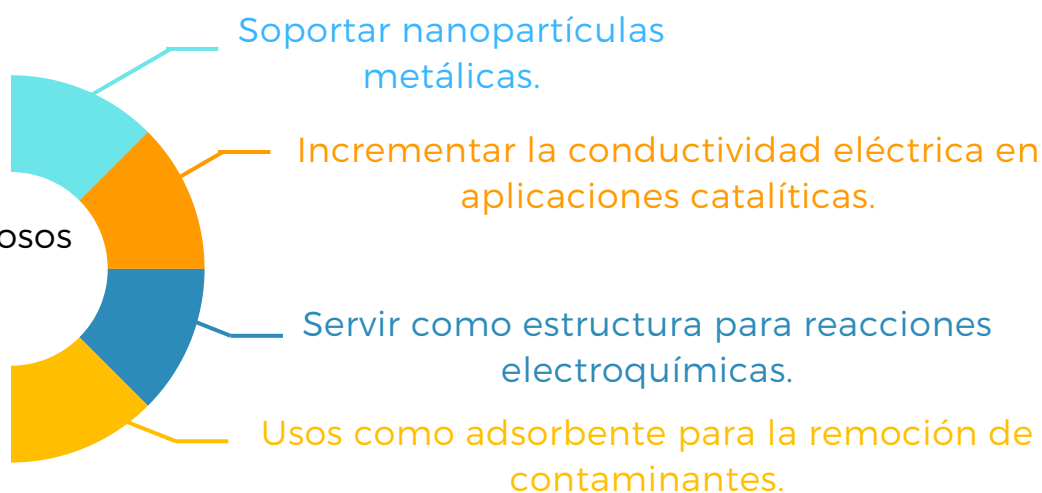 Soportar nanopartículas
metálicas.
Incrementar la conductividad eléctrica en
aplicaciones catalíticas.
osos
Servir como estructura para reacciones
electroquímicas.
Usos como adsorbente para la remoción de
contaminantes.